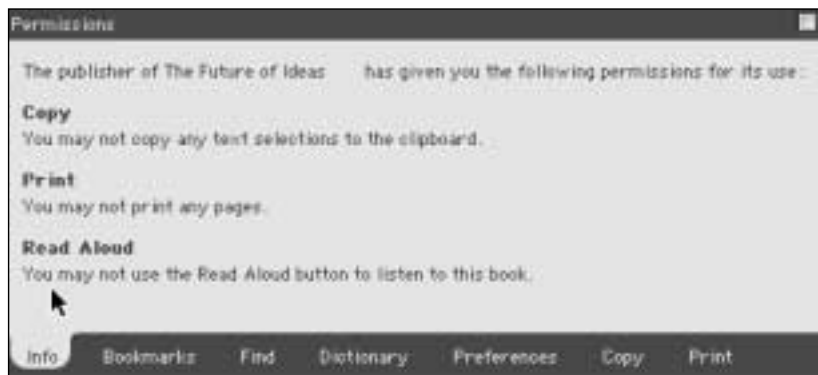 Permissions
The publisher of The Future of Ideas has given you the following permissions for its use:
Copy
You may not copy any text selections to the clipboard.
Print
You may not print any pages.
Read Aloud
You may not use the Read Aloud button to listen to this book.
Info Bookmarks Find Dictionary Preferences Copy Print